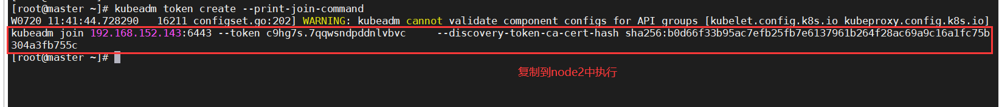 [root@master ~]# kubeadm token create --print-join-command
W0720 11:41:44.728290   16211 configset.go:202] WARNING: kubeadm cannot validate component configs for API groups [kubelet.config.k8s.io kubeproxy.config.k8s.io]
kubeadm join 192.168.152.143:6443 --token c9hg7s.7qqwsndpddnlvbvc     --discovery-token-ca-cert-hash sha256:b0d66f33b95ac7efb25fb7e6137961b264f28ac69a9c16a1fc75b
304a3fb755c
[root@master ~]#
复制到node2中执行